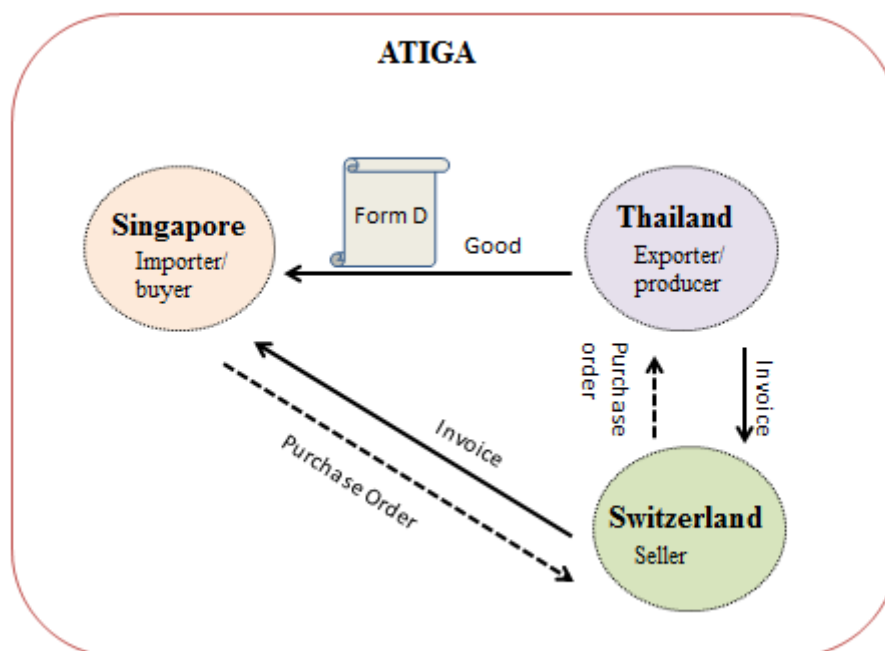 ATIGA
Form D
Good
Singapore
Importer/
buyer
Thailand
Exporter/
producer
Purchase
order
Invoice
Invoice
Purchase Order
Switzerland
Seller